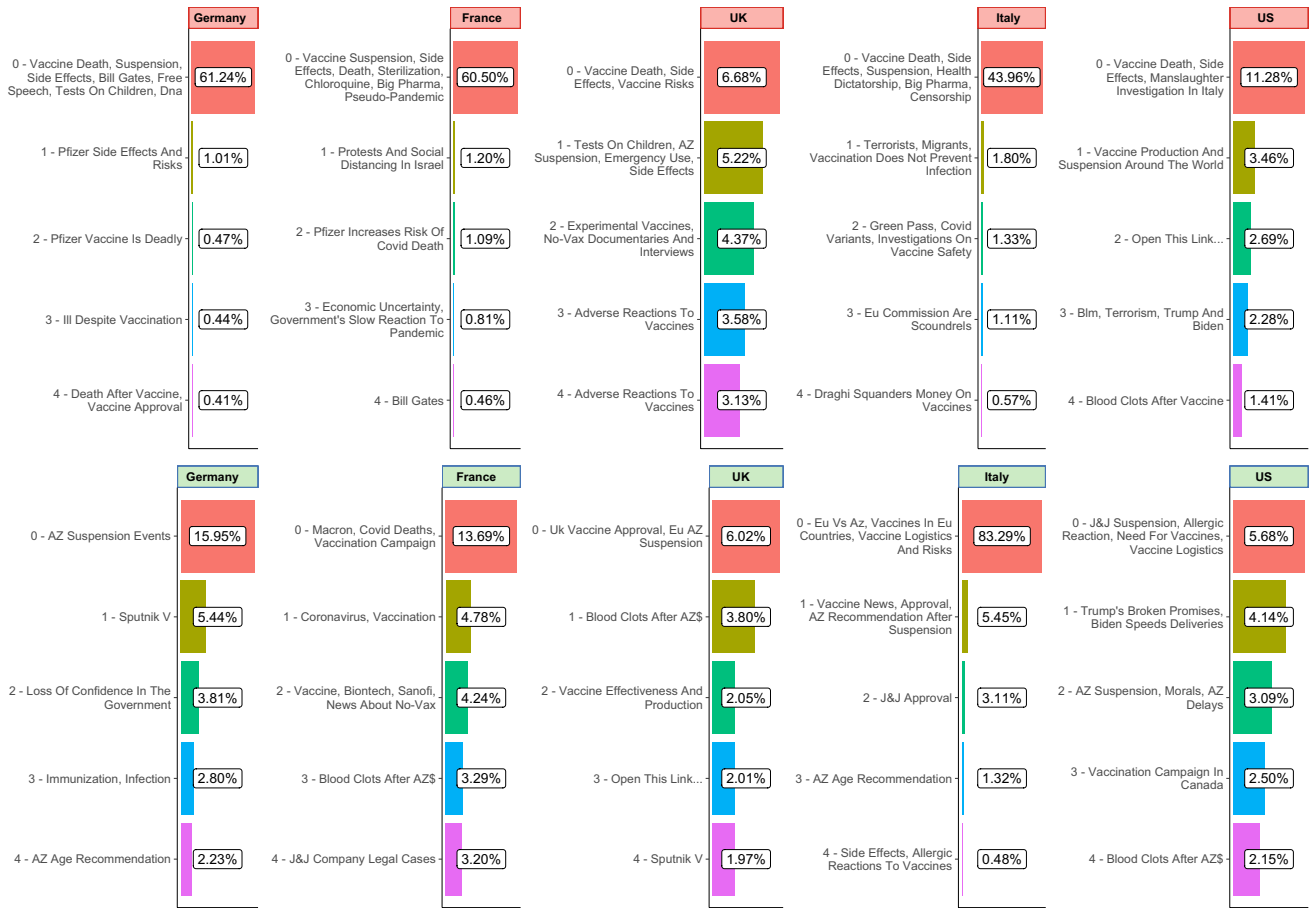 Germany
0 - Vaccine Death, Suspension,
Side Effects, Bill Gates, Free
Speech, Tests On Children, Dna
61.24%
1 - Pfizer Side Effects And
Risks
1.01%
2 - Pfizer Vaccine Is Deadly
0.47%
3 - Ill Despite Vaccination
0.44%
4 - Death After Vaccine,
Vaccine Approval
0.41%
France
0 - Vaccine Suspension, Side
Effects, Death, Sterilization,
Chloroquine, Big Pharma,
Pseudo-Pandemic
60.50%
1 - Protests And Social
Distancing In Israel
1.20%
2 - Pfizer Increases Risk Of
Covid Death
1.09%
3 - Economic Uncertainty,
Government's Slow Reaction To
Pandemic
0.81%
4 - Bill Gates
0.46%
UK
0 - Vaccine Death, Side
Effects, Vaccine Risks
6.68%
1 - Tests On Children, AZ
Suspension, Emergency Use,
Side Effects
5.22%
2 - Experimental Vaccines,
No-Vax Documentaries And
Interviews
4.37%
3 - Adverse Reactions To
Vaccines
3.58%
4 - Adverse Reactions To
Vaccines
3.13%
Italy
0 - Vaccine Death, Side
Effects, Suspension, Health
Dictatorship, Big Pharma,
Censorship
43.96%
1 - Terrorists, Migrants,
Vaccination Does Not Prevent
Infection
1.80%
2 - Green Pass, Covid
Variants, Investigations On
Vaccine Safety
1.33%
3 - Eu Commission Are
Scoundrels
1.11%
4 - Draghi Squanders Money On
Vaccines
0.57%
US
0 - Vaccine Death, Side
Effects, Manslaughter
Investigation In Italy
11.28%
1 - Vaccine Production And
Suspension Around The World
3.46%
2 - Open This Link...
2.69%
3 - Blm, Terrorism, Trump And
Biden
2.28%
4 - Blood Clots After Vaccine
1.41%
Germany
0 - AZ Suspension Events
15.95%
1 - Sputnik V
5.44%
2 - Loss Of Confidence In The
Government
3.81%
3 - Immunization, Infection
2.80%
4 - AZ Age Recommendation
2.23%
France
0 - Macron, Covid Deaths,
Vaccination Campaign
13.69%
1 - Coronavirus, Vaccination
4.78%
2 - Vaccine, Biontech, Sanofi,
News About No-Vax
4.24%
3 - Blood Clots After AZ$
3.29%
4 - J&J Company Legal Cases
3.20%
UK
0 - Uk Vaccine Approval, Eu AZ
Suspension
6.02%
1 - Blood Clots After AZ$
3.80%
2 - Vaccine Effectiveness And
Production
2.05%
3 - Open This Link...
2.01%
4 - Sputnik V
1.97%
Italy
0 - Eu Vs Az, Vaccines In Eu
Countries, Vaccine Logistics
And Risks
83.29%
1 - Vaccine News, Approval,
AZ Recommendation After
Suspension
5.45%
2 - J&J Approval
3.11%
3 - AZ Age Recommendation
1.32%
4 - Side Effects, Allergic
Reactions To Vaccines
0.48%
US
0 - J&J Suspension, Allergic
Reaction, Need For Vaccines,
Vaccine Logistics
5.68%
1 - Trump's Broken Promises,
Biden Speeds Deliveries
4.14%
2 - AZ Suspension, Morals, AZ
Delays
3.09%
3 - Vaccination Campaign In
Canada
2.50%
4 - Blood Clots After AZ$
2.15%